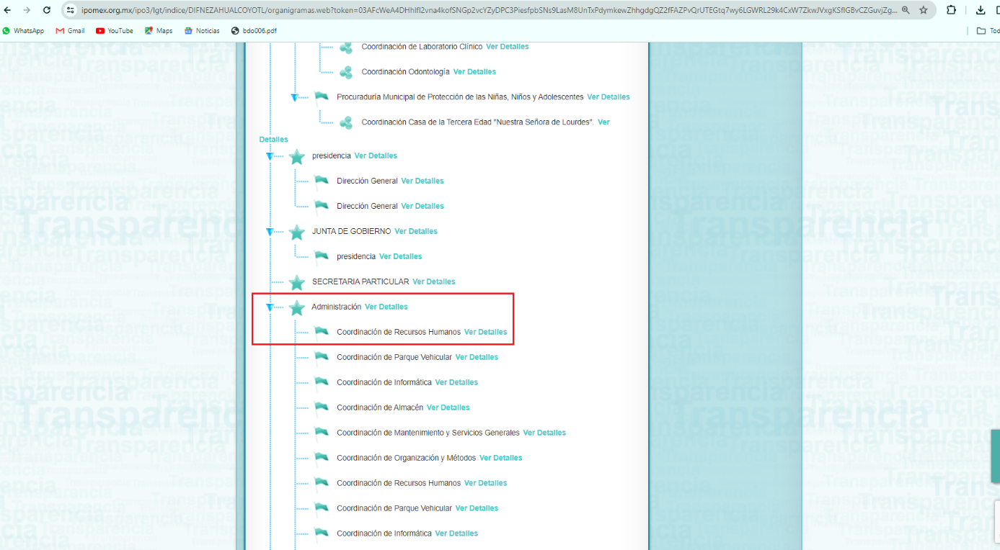 ipomex.org.mx/ipo3/lgt/indice/DIFNEZAHUALCOYOTL/organigramas.web?token=
WhatsApp Gmail YouTube Maps Noticias bdo006.pdf
Coordinación de Laboratorio Clínico Ver Detalles
Coordinación Odontología Ver Detalles
Procuraduría Municipal de Protección de las Niñas, Niños y Adolescentes Ver Detalles
Coordinación Casa de la Tercera Edad "Nuestra Señora de Lourdes". Ver
Detalles
presidencia Ver Detalles
Dirección General Ver Detalles
Dirección General Ver Detalles
JUNTA DE GOBIERNO Ver Detalles
presidencia Ver Detalles
SECRETARIA PARTICULAR Ver Detalles
Administración Ver Detalles
Coordinación de Recursos Humanos Ver Detalles
Coordinación de Parque Vehicular Ver Detalles
Coordinación de Informática Ver Detalles
Coordinación de Almacén Ver Detalles
Coordinación de Mantenimiento y Servicios Generales Ver Detalles
Coordinación de Organización y Métodos Ver Detalles
Coordinación de Recursos Humanos Ver Detalles
Coordinación de Parque Vehicular Ver Detalles
Coordinación de Informática Ver Detalles